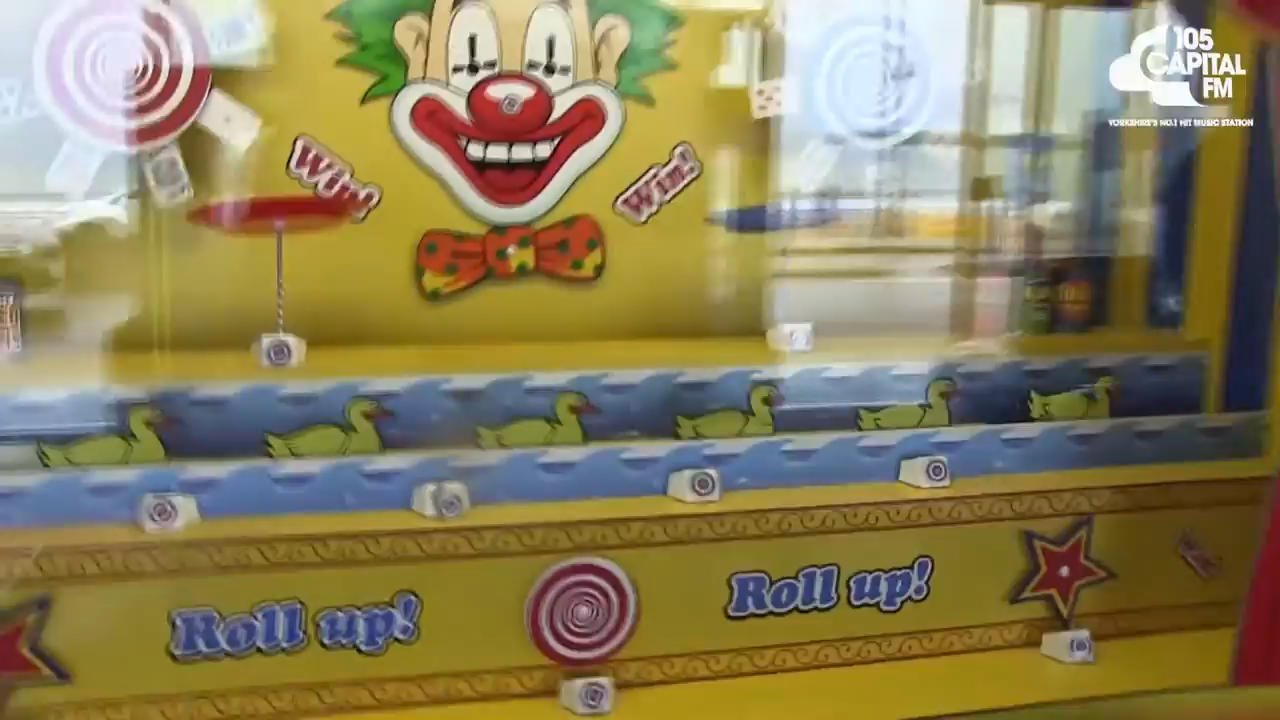 105
CAPITAL
FM
YORKSHIRE'S NO.1 HIT MUSIC STATION
Win!
Win!
Roll up!
Roll up!